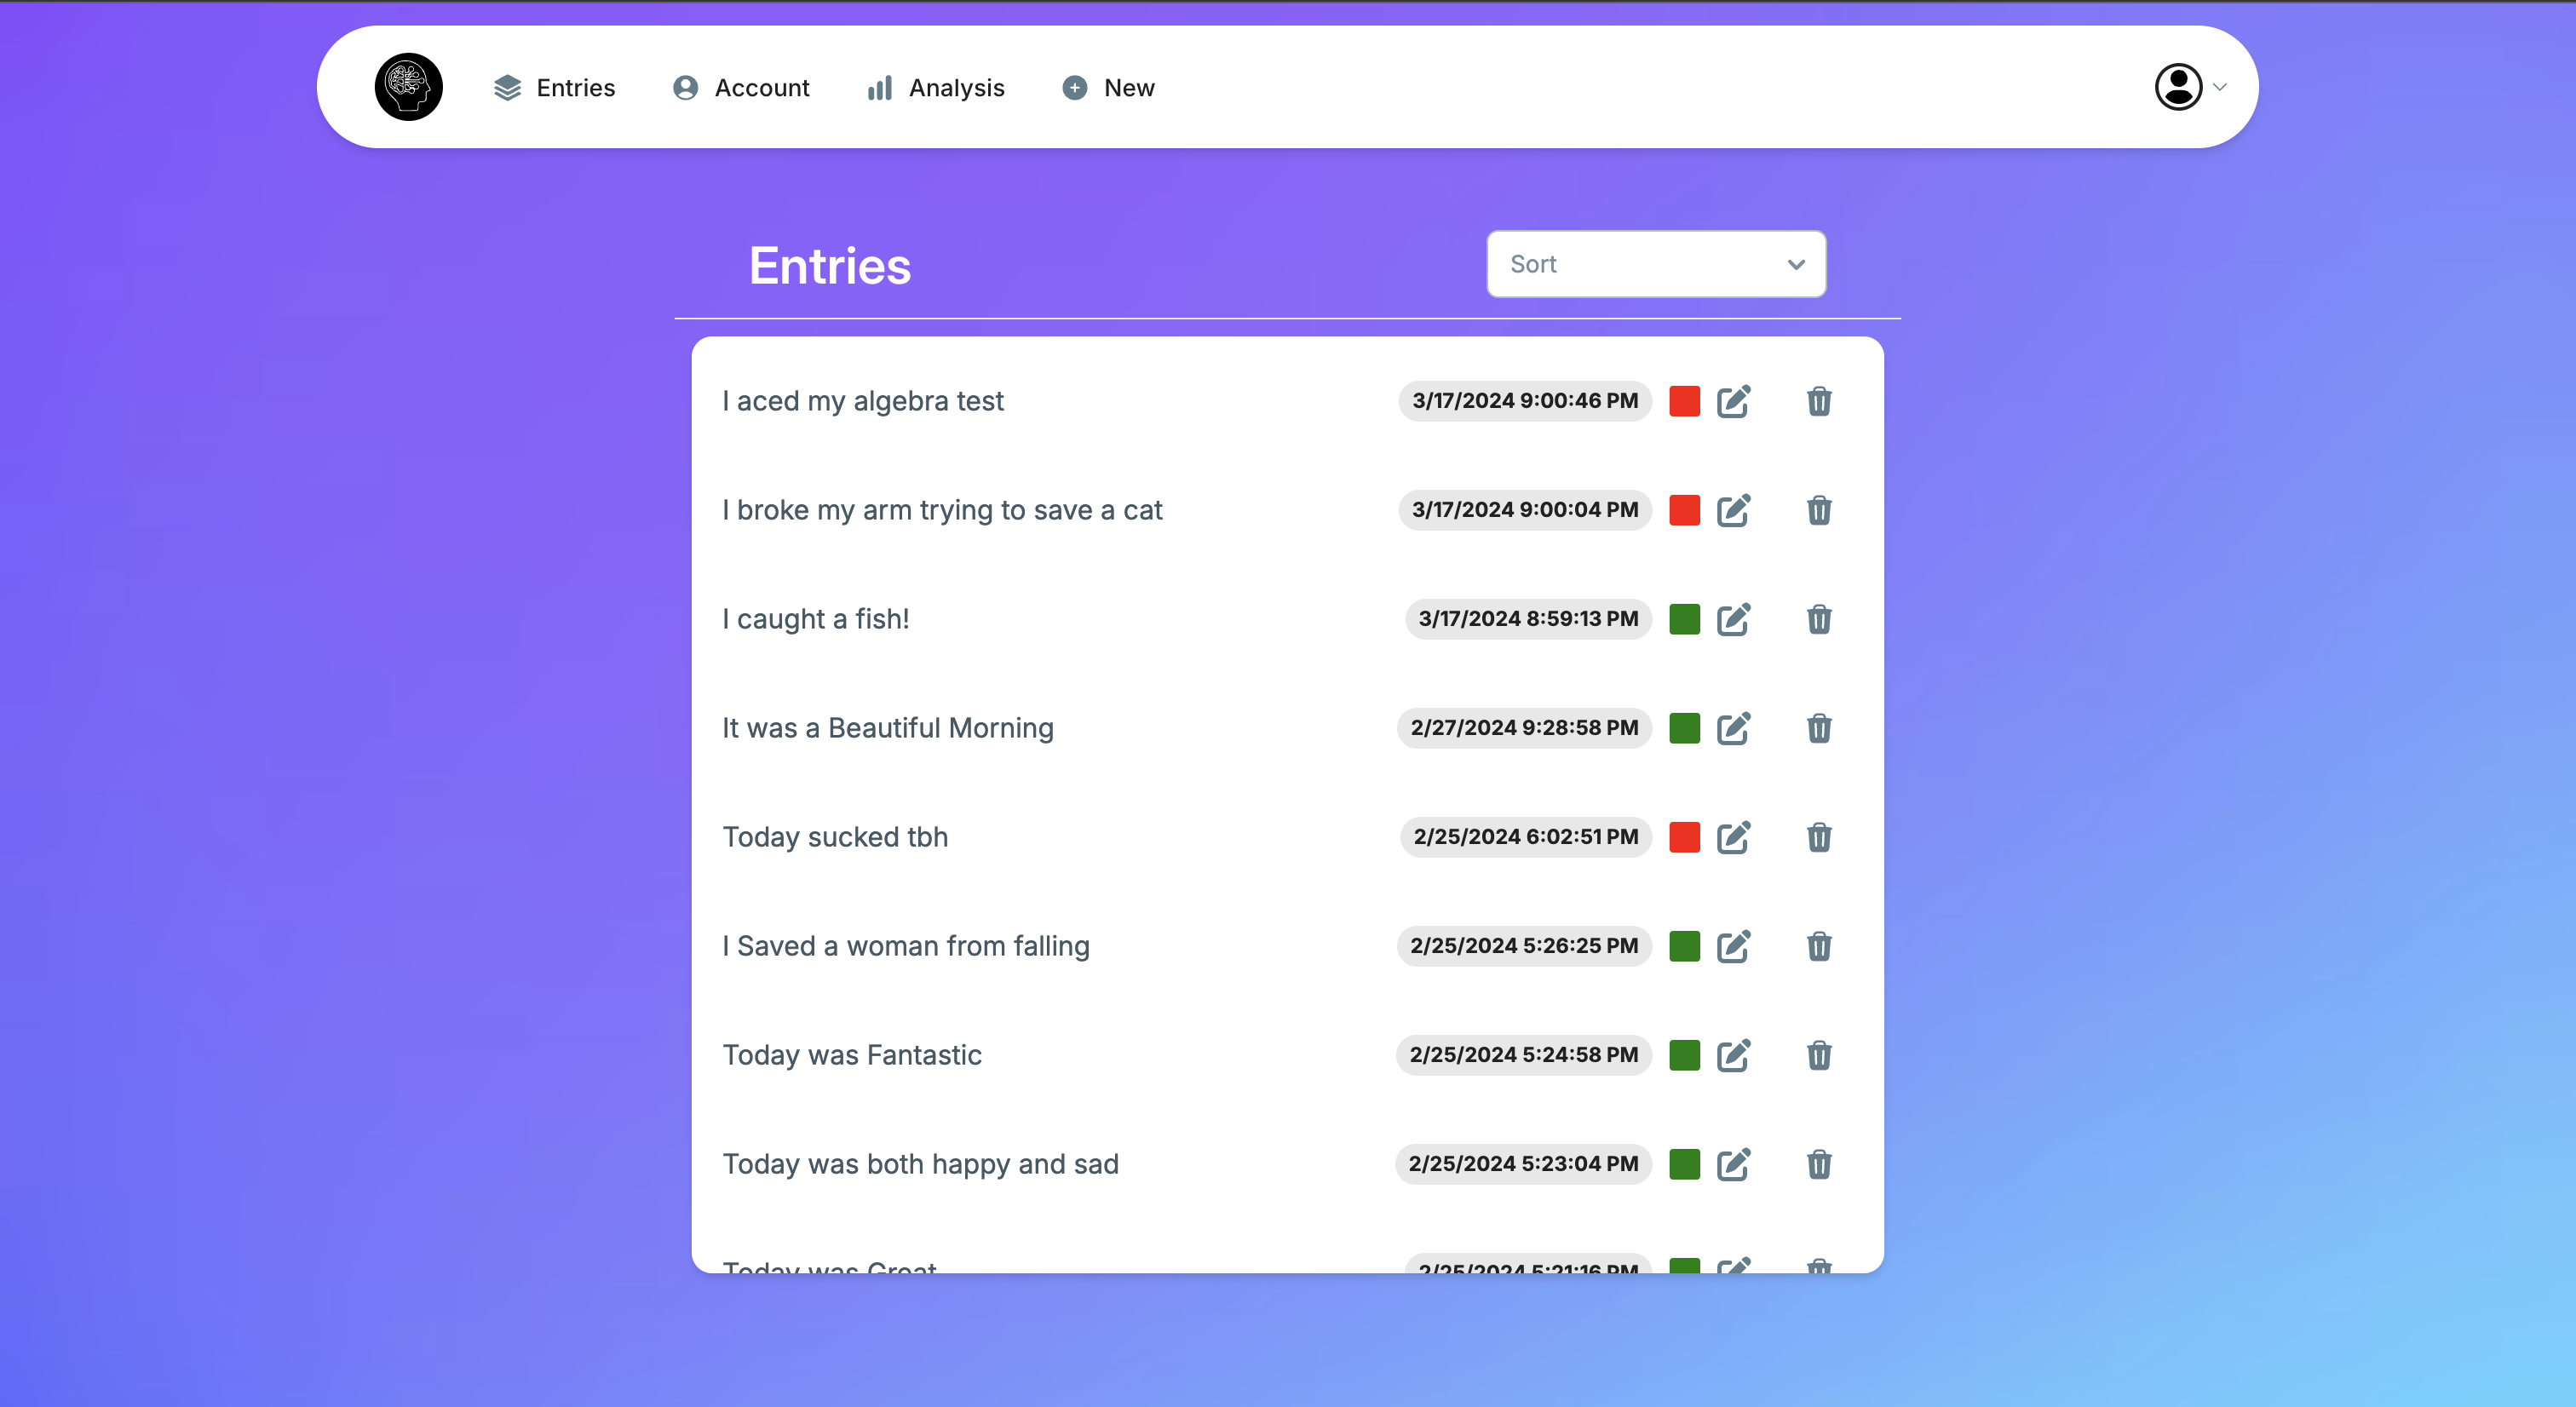 Entries Account Analysis New
Entries Sort
I aced my algebra test 3/17/2024 9:00:46 PM
I broke my arm trying to save a cat 3/17/2024 9:00:04 PM
I caught a fish! 3/17/2024 8:59:13 PM
It was a Beautiful Morning 2/27/2024 9:28:58 PM
Today sucked tbh 2/25/2024 6:02:51 PM
I Saved a woman from falling 2/25/2024 5:26:25 PM
Today was Fantastic 2/25/2024 5:24:58 PM
Today was both happy and sad 2/25/2024 5:23:04 PM
Today was Great 2/25/2024 5:21:16 PM